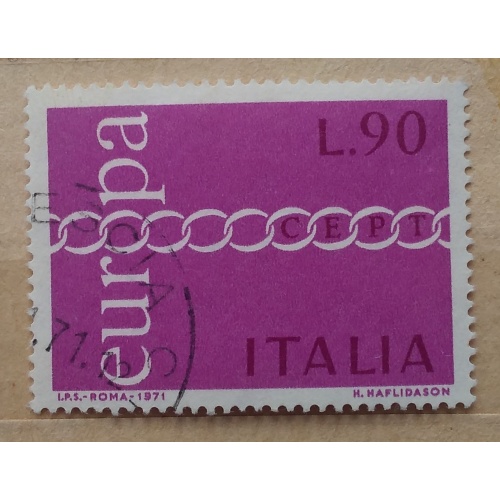 europa
L.90
CEPT
ITALIA
I.P.S.-ROMA-1971
H. HAFLIDASON